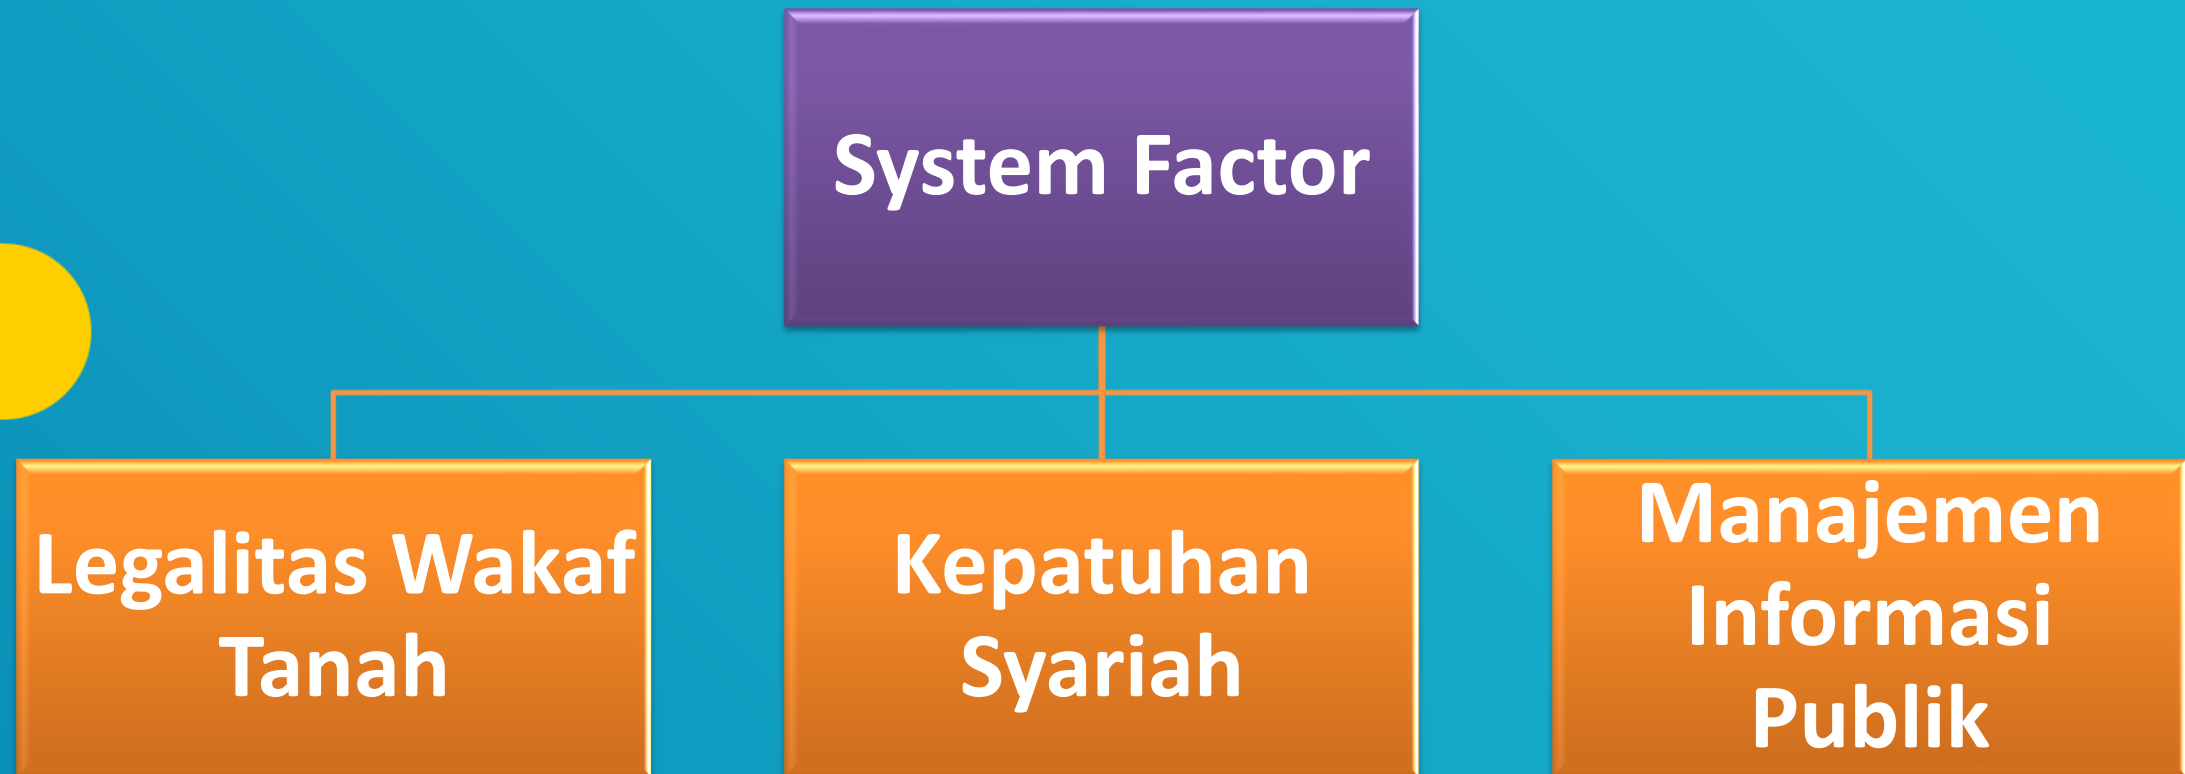 System Factor
Legalitas Wakaf
Tanah
Kepatuhan
Syariah
Manajemen
Informasi
Publik